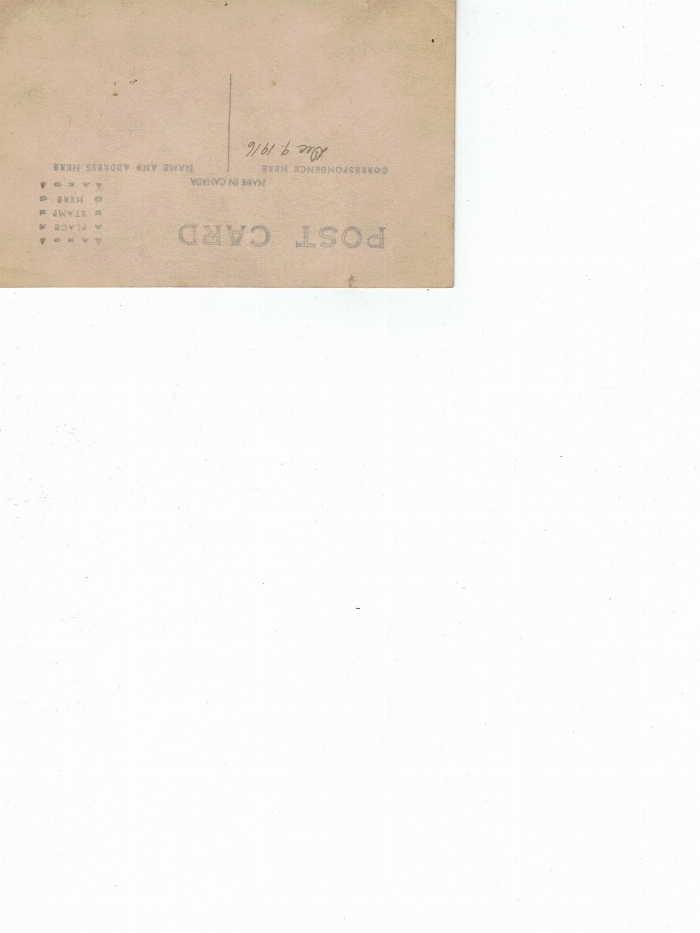 POST CARD
MADE IN CANADA
PLACE
STAMP
HERE
CORRESPONDENCE HERE
NAME AND ADDRESS HERE
Dec. 9. 1916.